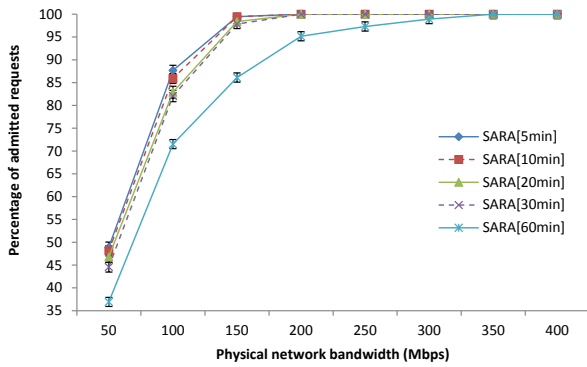 Percentage of admitted requests
100
95
90
85
80
75
70
65
60
55
50
45
40
35
50 100 150 200 250 300 350 400
Physical network bandwidth (Mbps)
SARA[5min]
SARA[10min]
SARA[20min]
SARA[30min]
SARA[60min]